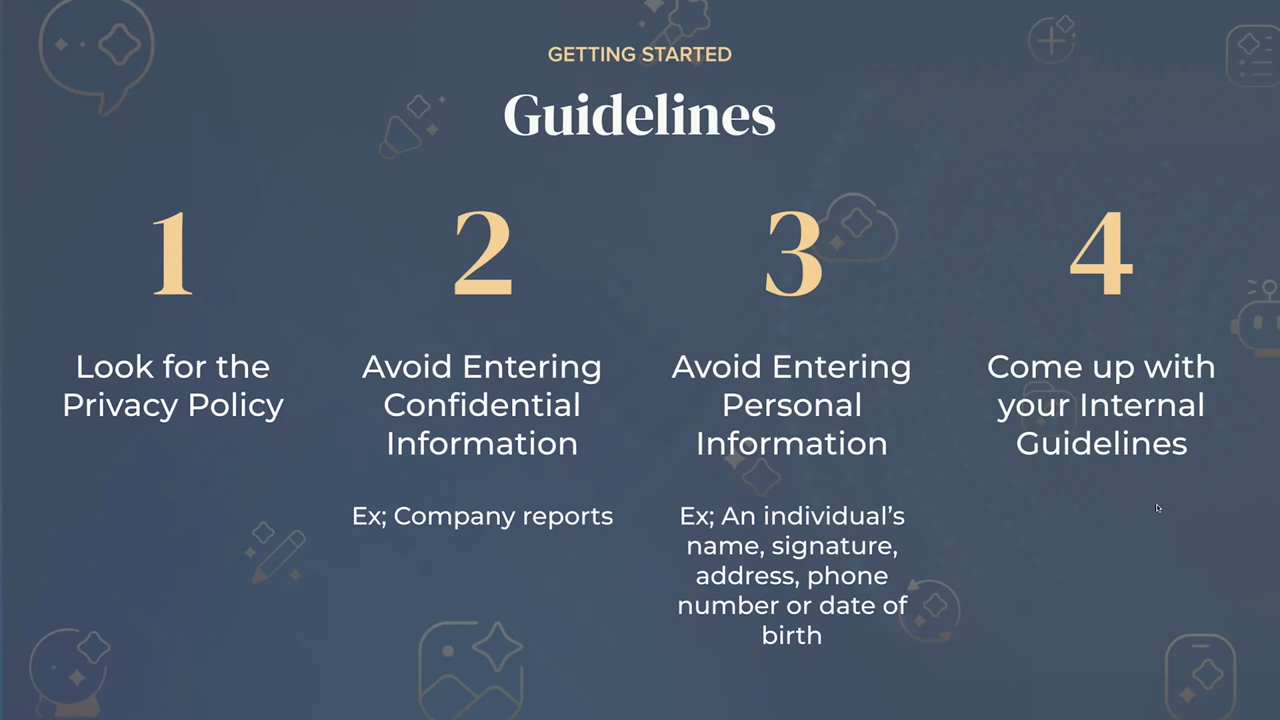 GETTING STARTED
Guidelines
1
Look for the
Privacy Policy
2
Avoid Entering
Confidential
Information
Ex; Company reports
3
Avoid Entering
Personal
Information
Ex; An individual’s
name, signature,
address, phone
number or date of
birth
4
Come up with
your Internal
Guidelines